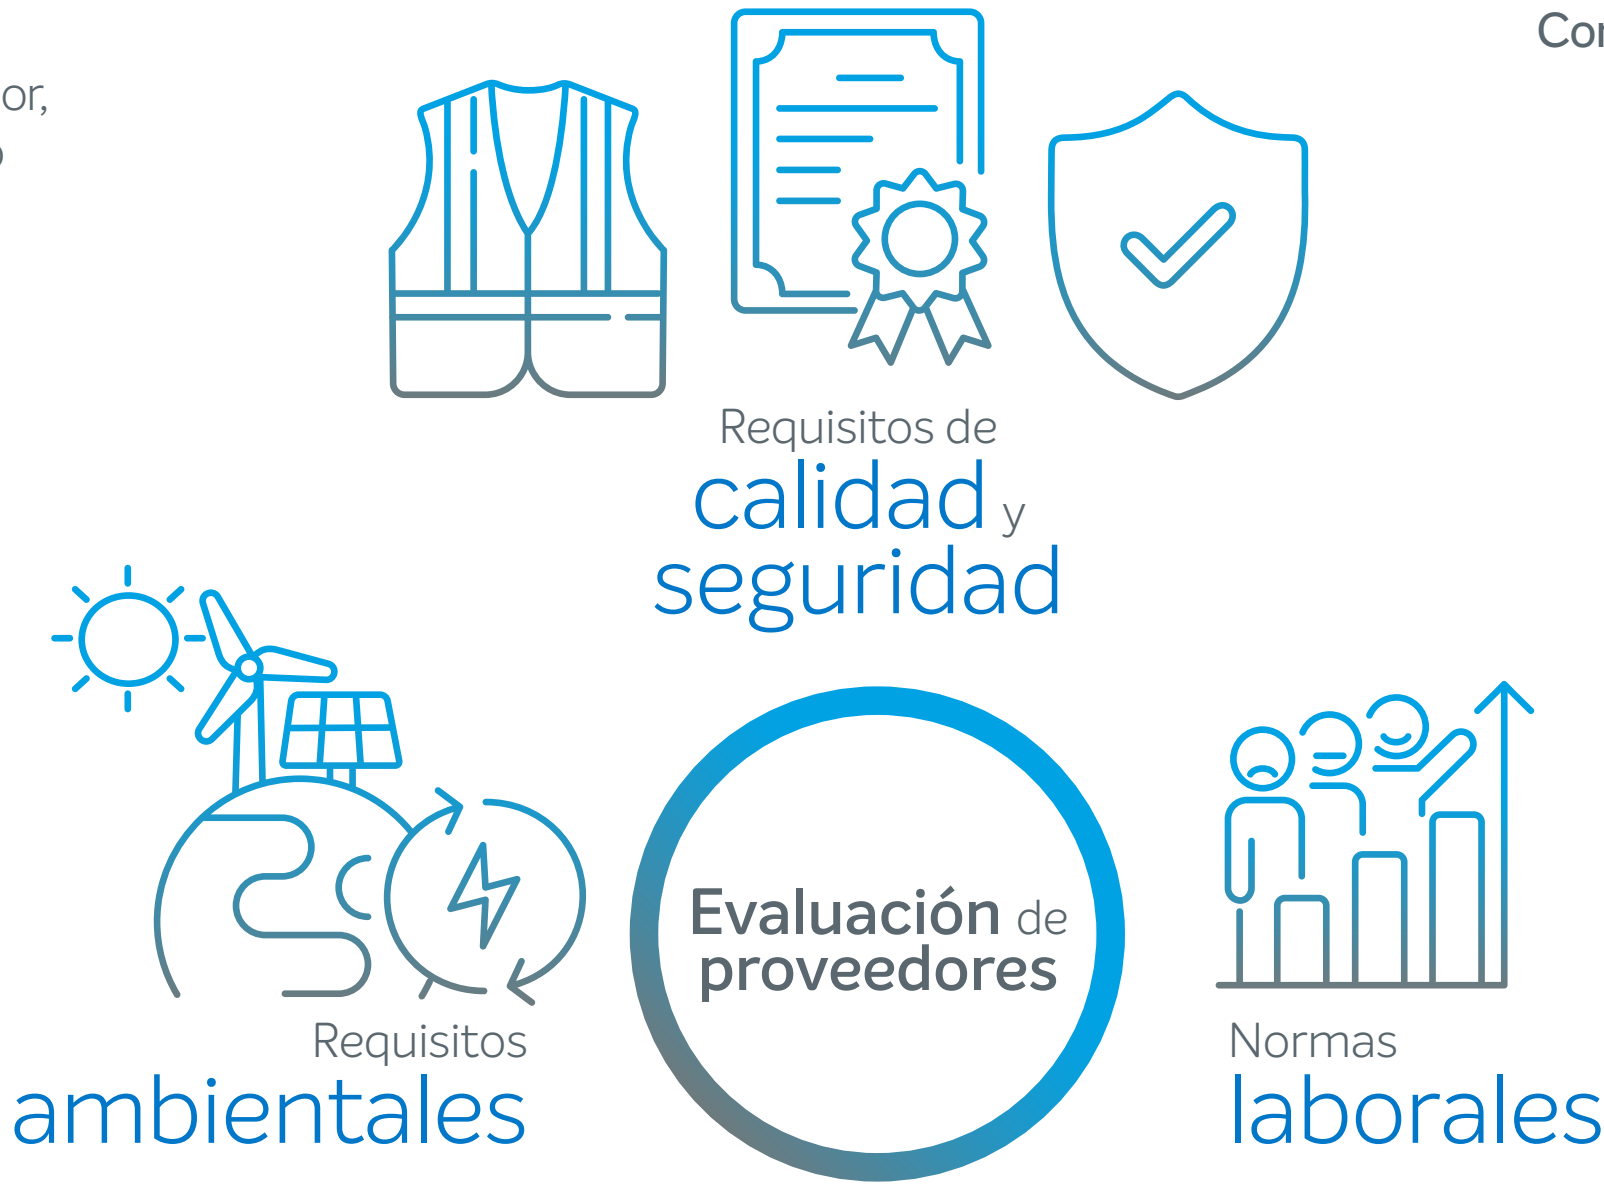 or,
Requisitos de
calidad y
seguridad
Evaluación de
proveedores
Requisitos
ambientales
Normas
laborales